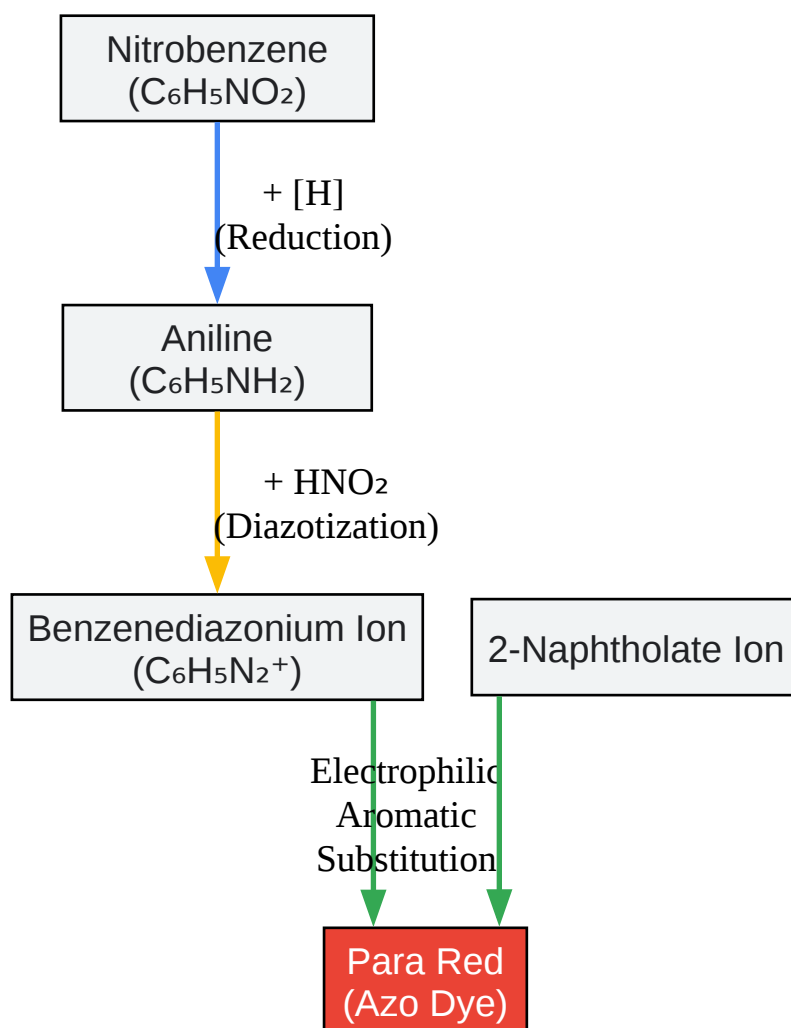 Nitrobenzene
(C₆H₅NO₂)
+ [H]
(Reduction)
Aniline
(C₆H₅NH₂)
+ HNO₂
(Diazotization)
Benzenediazonium Ion
(C₆H₅N₂⁺)
2-Naphtholate Ion
Electrophilic
Aromatic
Substitution
Para Red
(Azo Dye)